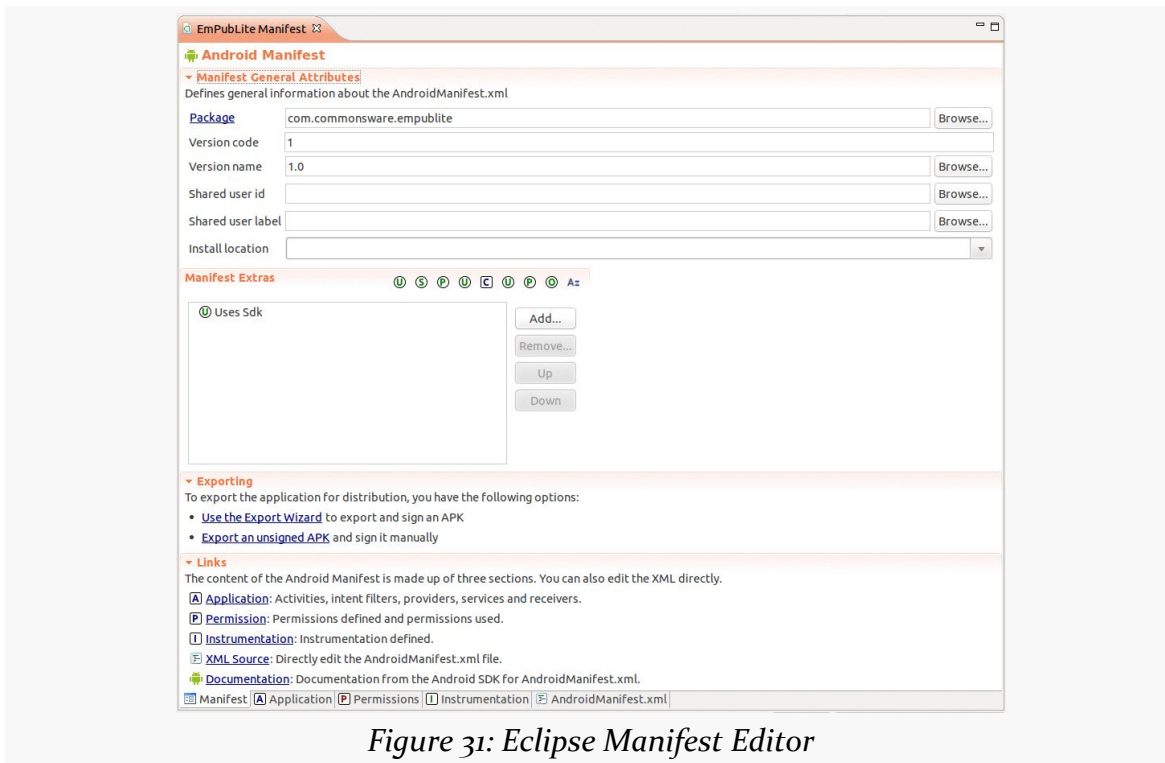 EmPubLite Manifest
Android Manifest
Manifest General Attributes
Defines general information about the AndroidManifest.xml
Package com.commonsware.empublite Browse...
Version code 1
Version name 1.0 Browse...
Shared user id Browse...
Shared user label Browse...
Install location
Manifest Extras U S P U C U P O Az
U Uses Sdk
Add...
Remove...
Up
Down
Exporting
To export the application for distribution, you have the following options:
• Use the Export Wizard to export and sign an APK
• Export an unsigned APK and sign it manually
Links
The content of the Android Manifest is made up of three sections. You can also edit the XML directly.
A Application: Activities, intent filters, providers, services and receivers.
P Permission: Permissions defined and permissions used.
I Instrumentation: Instrumentation defined.
XML Source: Directly edit the AndroidManifest.xml file.
Documentation: Documentation from the Android SDK for AndroidManifest.xml.
Manifest A Application P Permissions I Instrumentation AndroidManifest.xml
Figure 31: Eclipse Manifest Editor